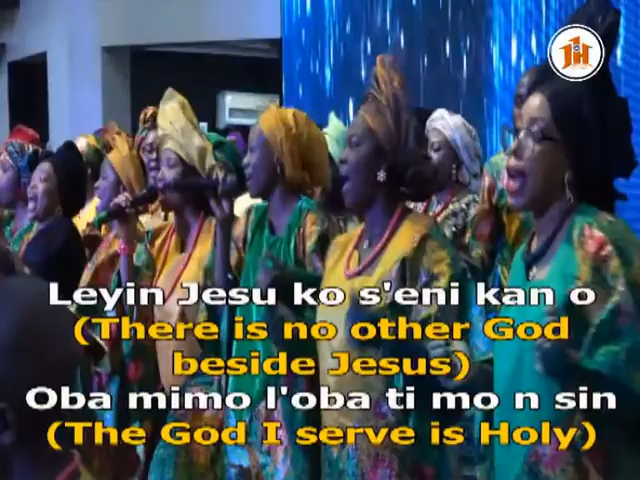 Leyin Jesu ko s'eni kan o
(There is no other God
beside Jesus)
Oba mimo l'oba ti mo n sin
(The God I serve is Holy)